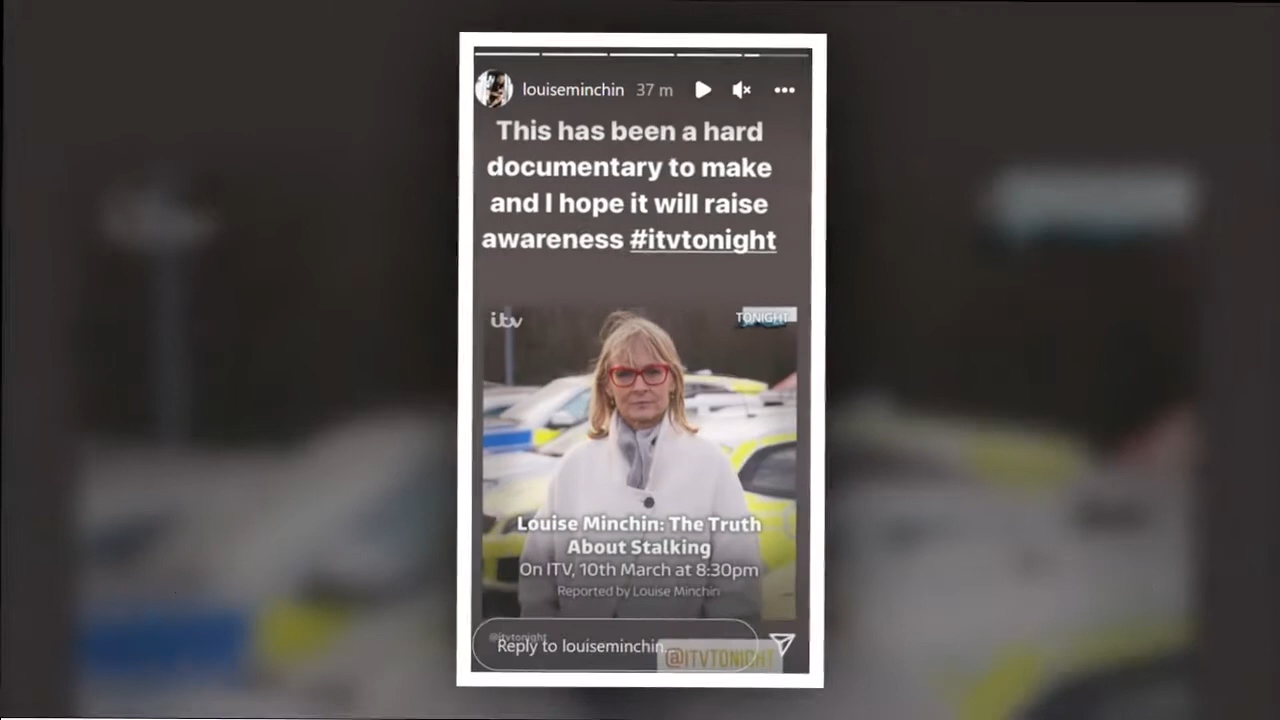 louiseminchin 37 m
This has been a hard
documentary to make
and I hope it will raise
awareness #itvtonight
itv
TONIGHT
Louise Minchin: The Truth
About Stalking
On ITV, 10th March at 8:30pm
Reported by Louise Minchin
@itvtonight
Reply to louiseminchin...
@ITVTONIGHT